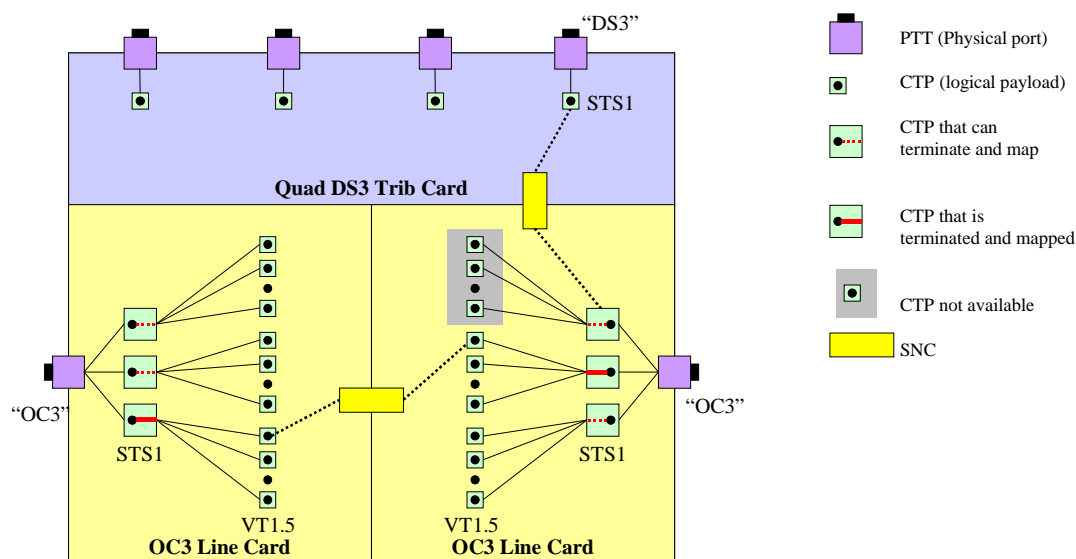 “DS3”
STS1
Quad DS3 Trib Card
“OC3”
STS1
VT1.5
OC3 Line Card
“OC3”
STS1
VT1.5
OC3 Line Card
PTT (Physical port)
CTP (logical payload)
CTP that can
terminate and map
CTP that is
terminated and mapped
CTP not available
SNC